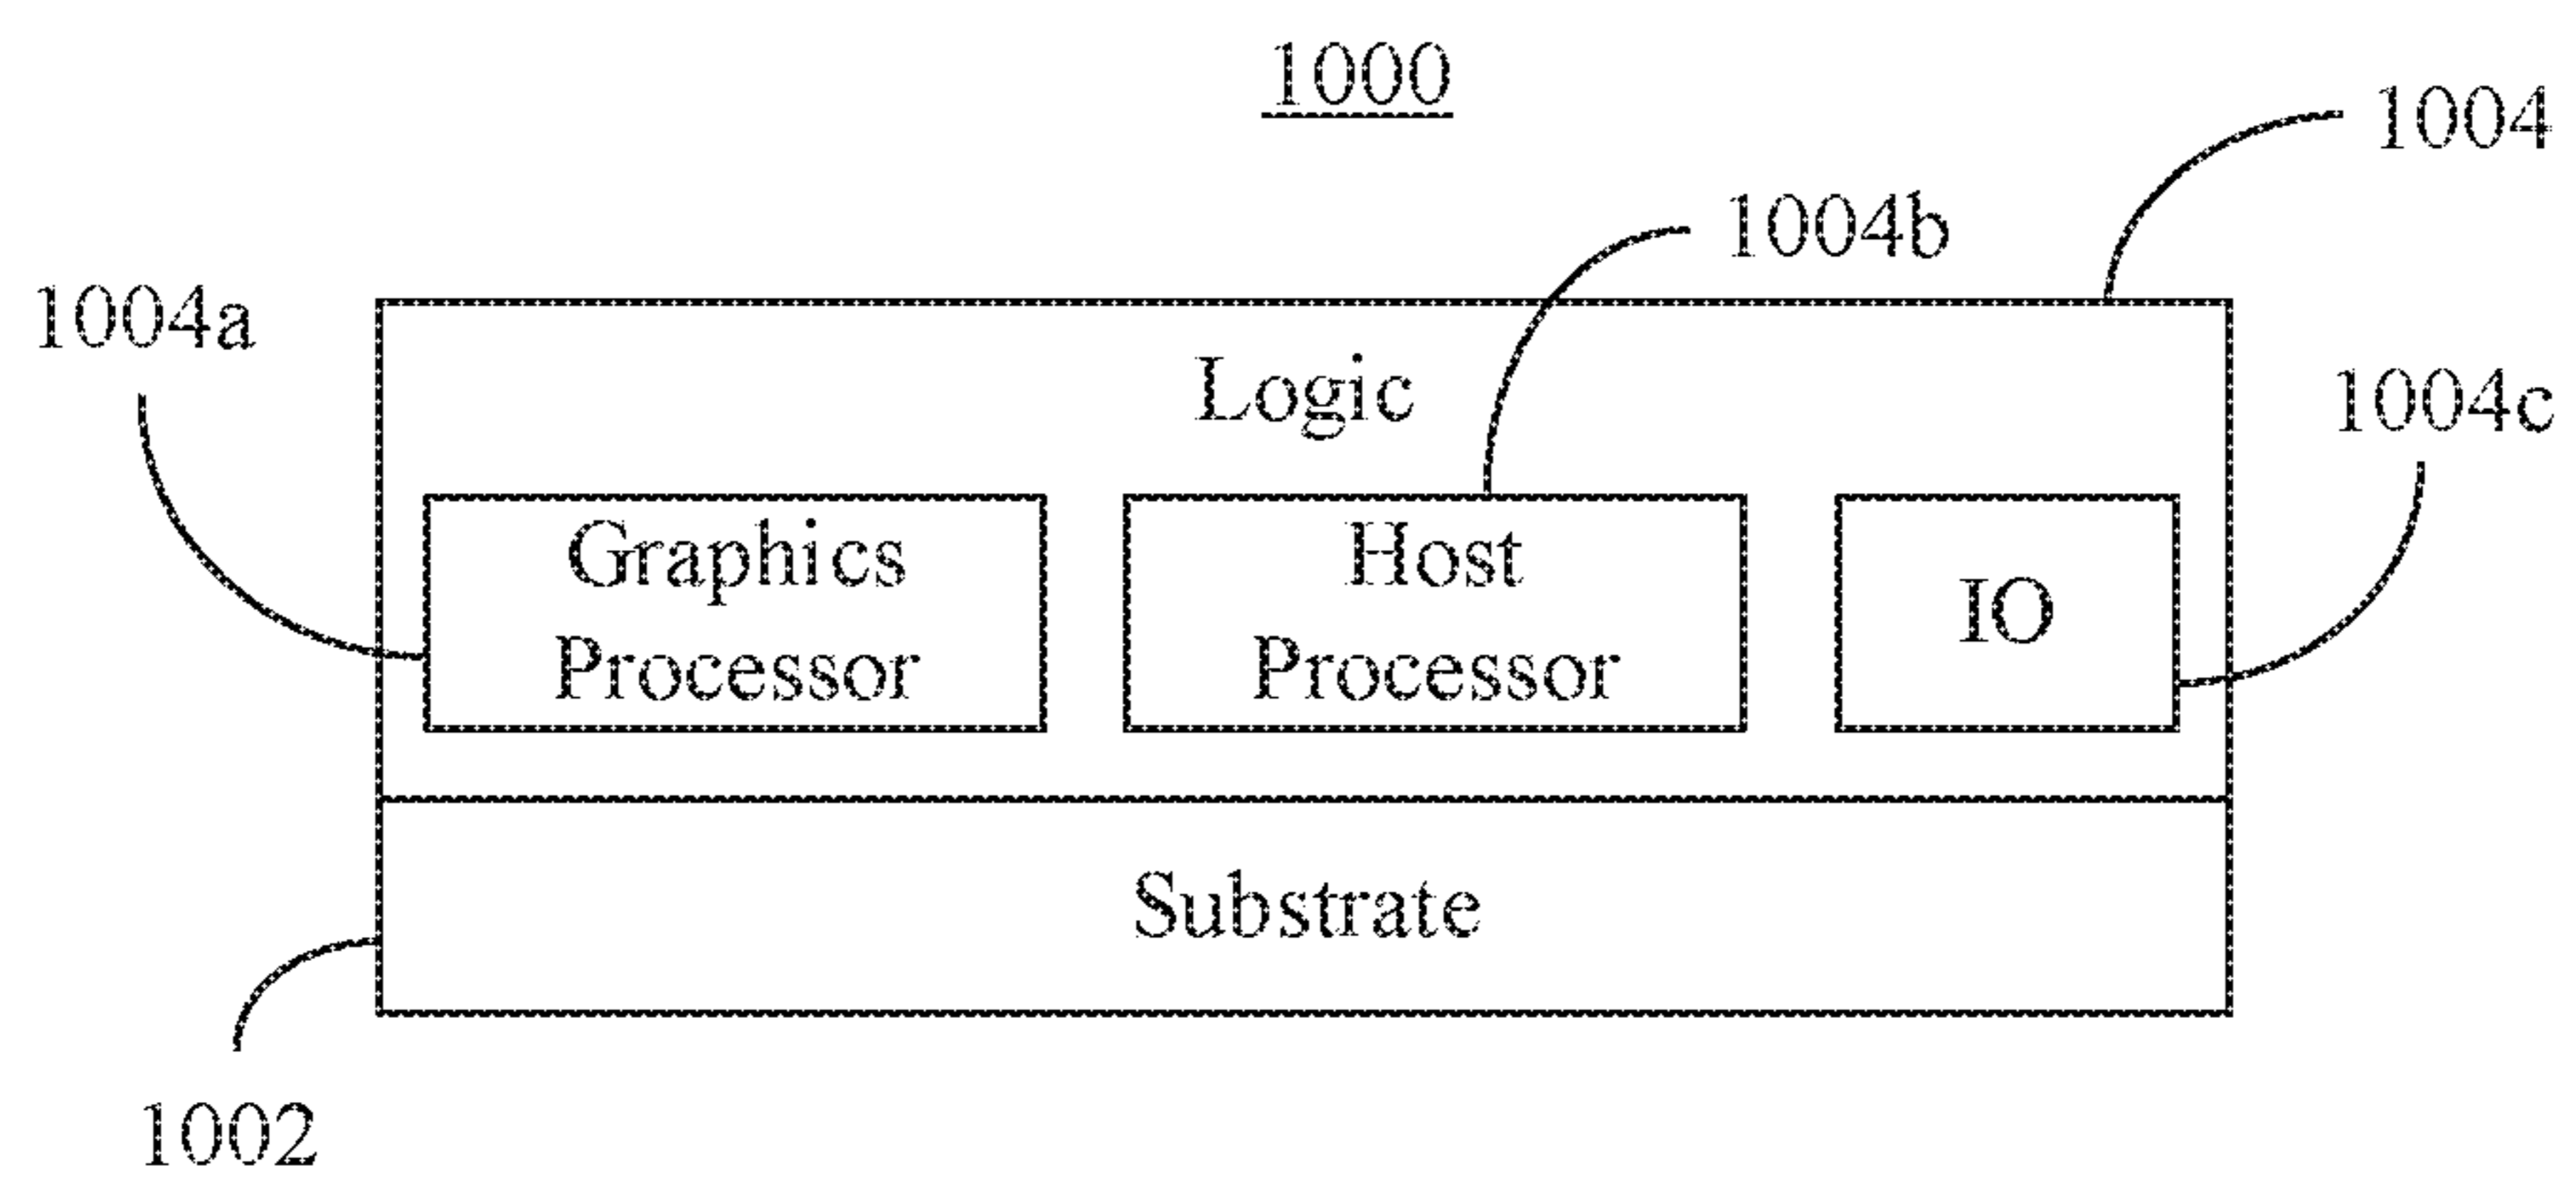 1000
1004
1004b
1004a
Logic
1004c
Graphics
Processor
Host
Processor
IO
Substrate
1002